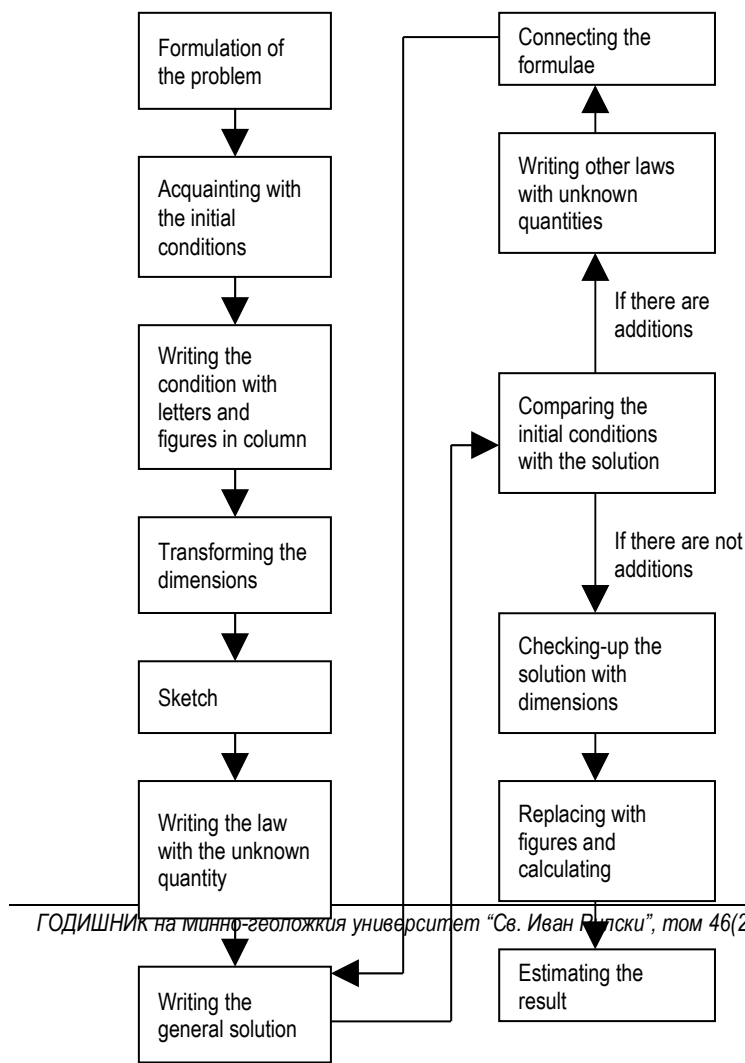 Formulation of
the problem
Acquainting with
the initial
conditions
Writing the
condition with
letters and
figures in column
Transforming the
dimensions
Sketch
Writing the law
with the unknown
quantity
Writing the
general solution
Connecting the
formulae
Writing other laws
with unknown
quantities
If there are
additions
Comparing the
initial conditions
with the solution
If there are not
additions
Checking-up the
solution with
dimensions
Replacing with
figures and
calculating
Estimating the
result
ГОДИШНИК на Минно-геоложкия университет “Св. Иван Рилски”, том 46(2